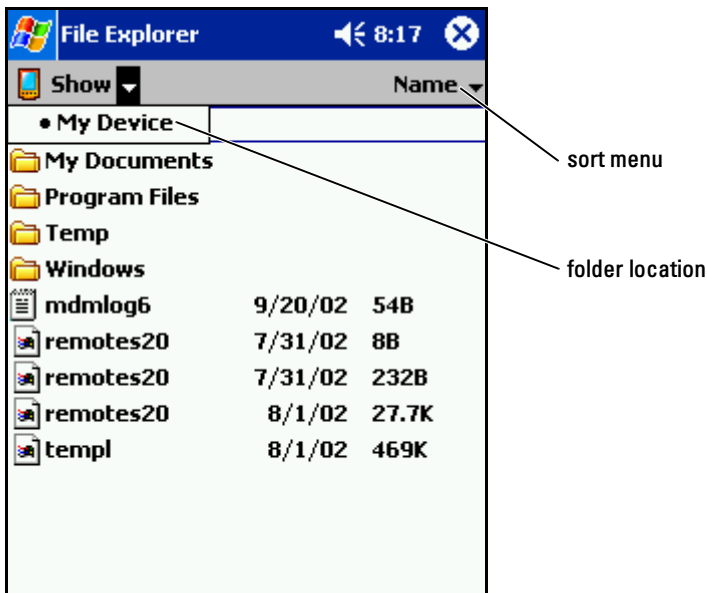 File Explorer 8:17
Show Name
• My Device
My Documents
sort menu
Program Files
Temp
Windows
folder location
mdmlog6 9/20/02 54B
remotes20 7/31/02 8B
remotes20 7/31/02 232B
remotes20 8/1/02 27.7K
templ 8/1/02 469K